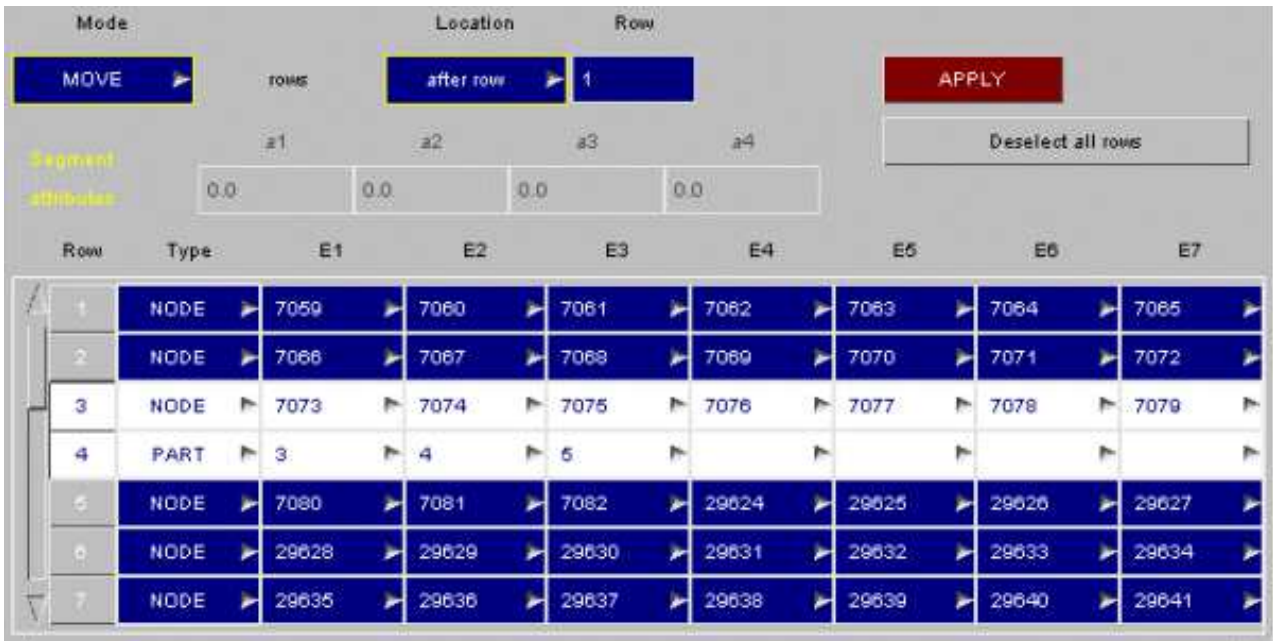 Mode Location Row
MOVE rows after row 1 APPLY
Deselect all rows
a1 a2 a3 a4
Segment
attributes
0.0 0.0 0.0 0.0
Row Type E1 E2 E3 E4 E5 E6 E7
1 NODE 7059 7060 7061 7062 7063 7064 7065
2 NODE 7066 7067 7068 7069 7070 7071 7072
3 NODE 7073 7074 7075 7076 7077 7078 7079
4 PART 3 4 5
5 NODE 7080 7081 7082 29624 29625 29626 29627
6 NODE 29628 29629 29630 29631 29632 29633 29634
7 NODE 29635 29636 29637 29638 29639 29640 29641